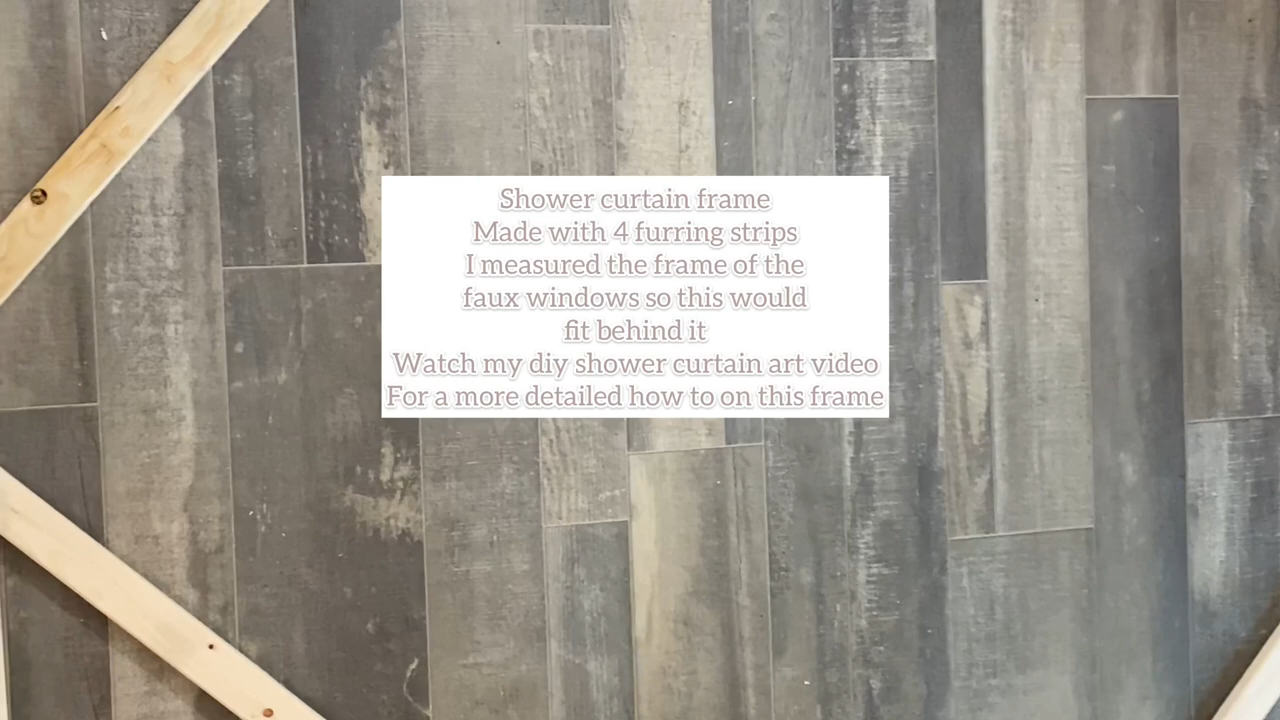 Shower curtain frame
Made with 4 furring strips
I measured the frame of the
faux windows so this would
fit behind it
Watch my diy shower curtain art video
For a more detailed how to on this frame